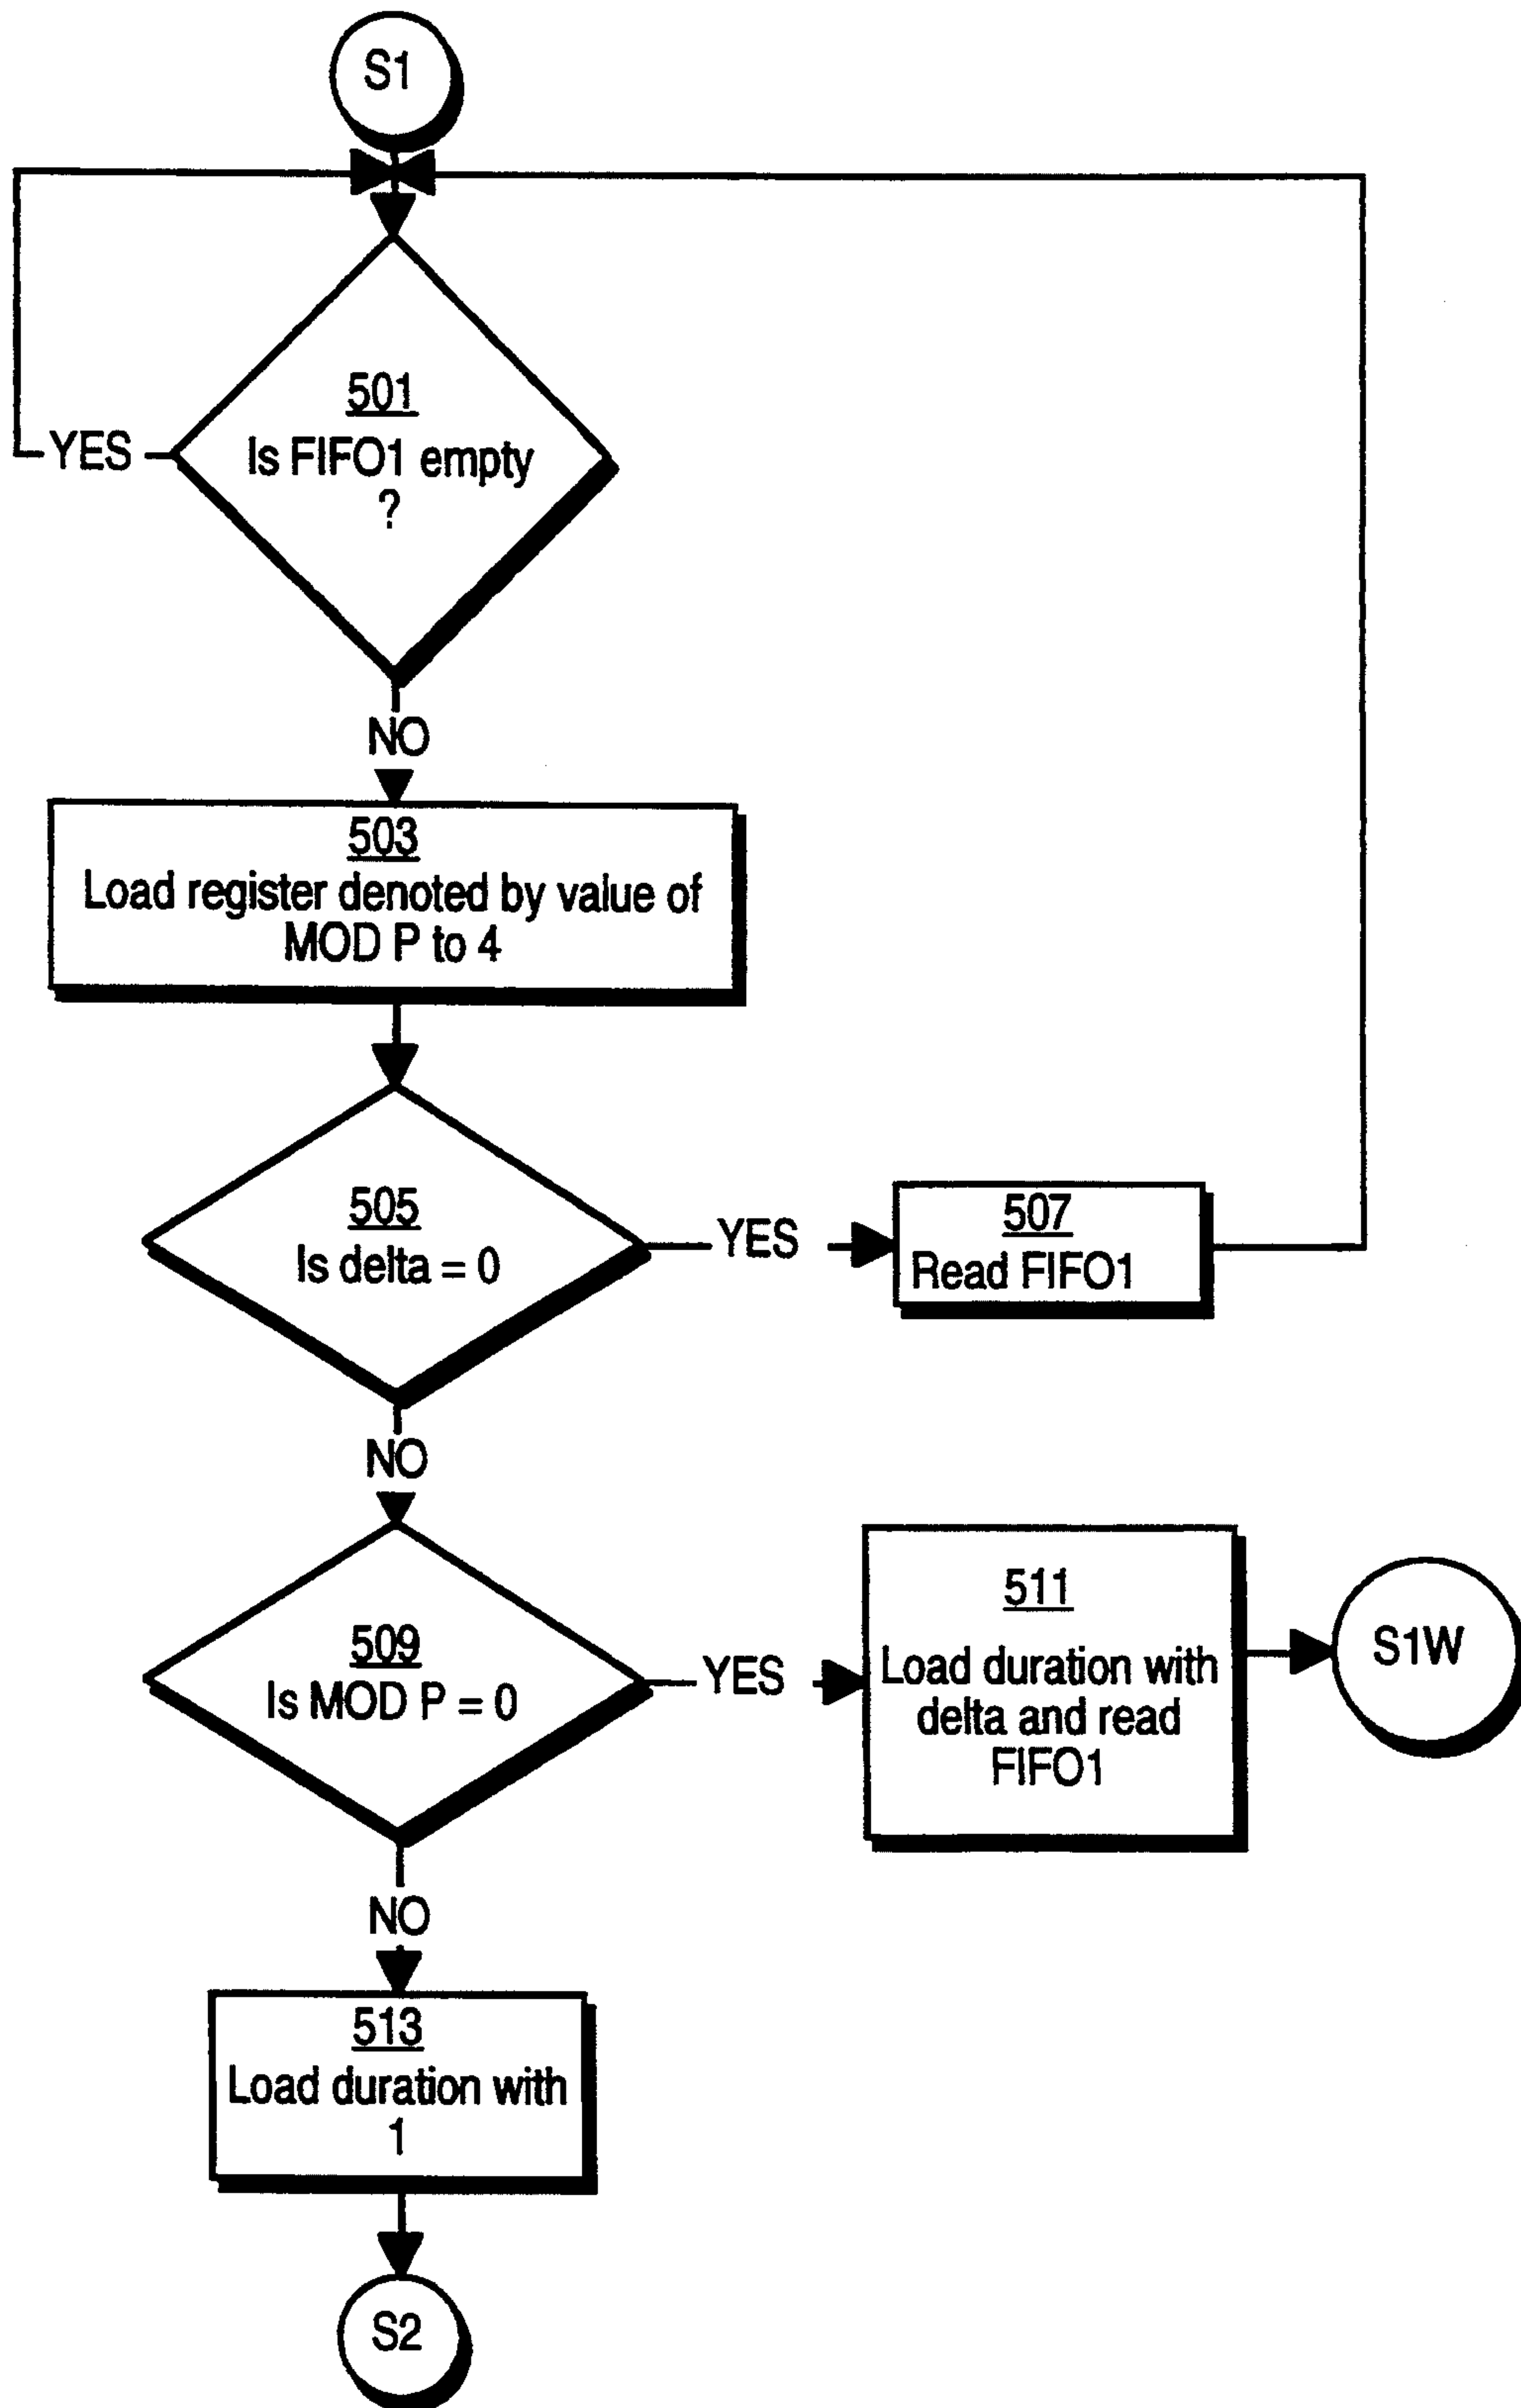 S1
501
Is FIFO1 empty
?
YES
NO
503
Load register denoted by value of
MOD P to 4
505
Is delta = 0
YES
507
Read FIFO1
NO
509
Is MOD P = 0
YES
511
Load duration with
delta and read
FIFO1
S1W
NO
513
Load duration with
1
S2